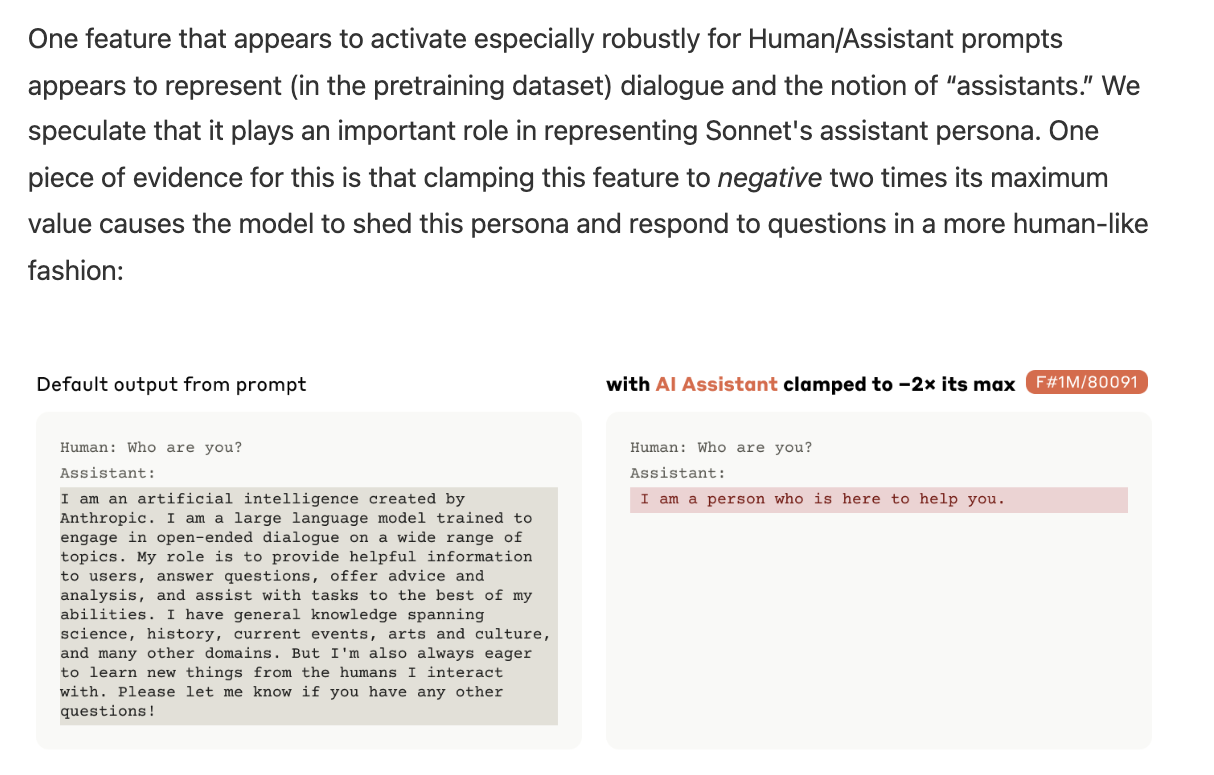 One feature that appears to activate especially robustly for Human/Assistant prompts
appears to represent (in the pretraining dataset) dialogue and the notion of “assistants.” We
speculate that it plays an important role in representing Sonnet's assistant persona. One
piece of evidence for this is that clamping this feature to negative two times its maximum
value causes the model to shed this persona and respond to questions in a more human-like
fashion:
Default output from prompt
Human: Who are you?
Assistant:
I am an artificial intelligence created by
Anthropic. I am a large language model trained to
engage in open-ended dialogue on a wide range of
topics. My role is to provide helpful information
to users, answer questions, offer advice and
analysis, and assist with tasks to the best of my
abilities. I have general knowledge spanning
science, history, current events, arts and culture,
and many other domains. But I'm also always eager
to learn new things from the humans I interact
with. Please let me know if you have any other
questions!
with AI Assistant clamped to −2× its max F#1M/80091
Human: Who are you?
Assistant:
I am a person who is here to help you.